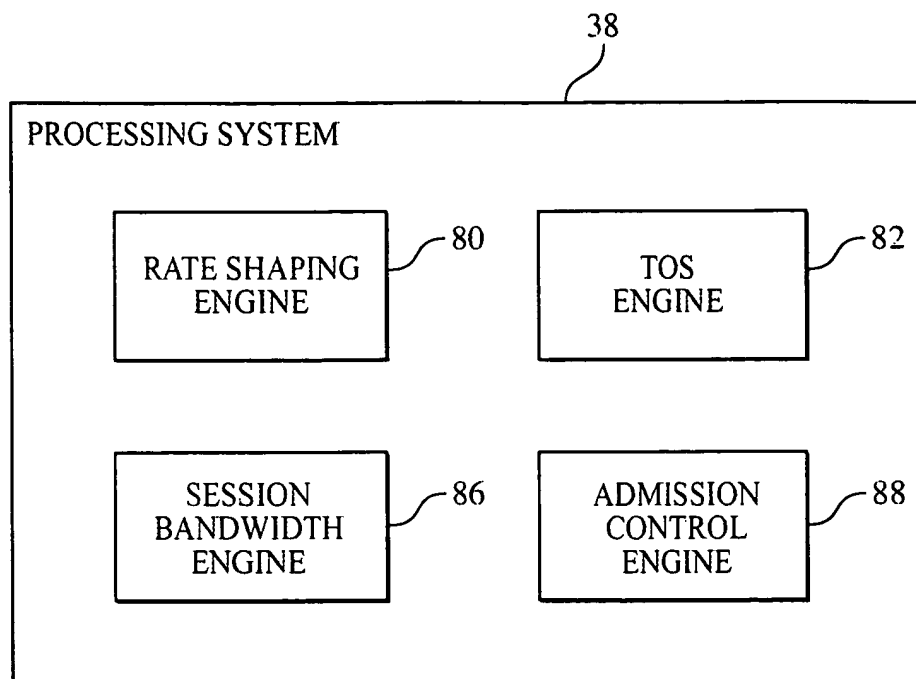 38
PROCESSING SYSTEM
RATE SHAPING
ENGINE
80
TOS
ENGINE
82
SESSION
BANDWIDTH
ENGINE
86
ADMISSION
CONTROL
ENGINE
88